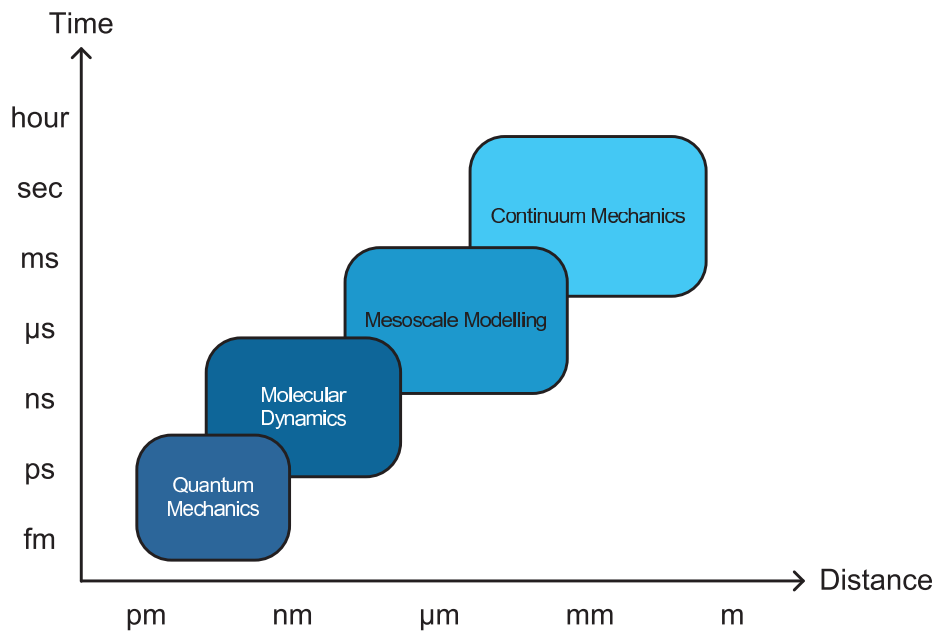 Time
hour
sec
ms
µs
ns
ps
fm
Continuum Mechanics
Mesoscale Modelling
Molecular
Dynamics
Quantum
Mechanics
Distance
pm
nm
µm
mm
m